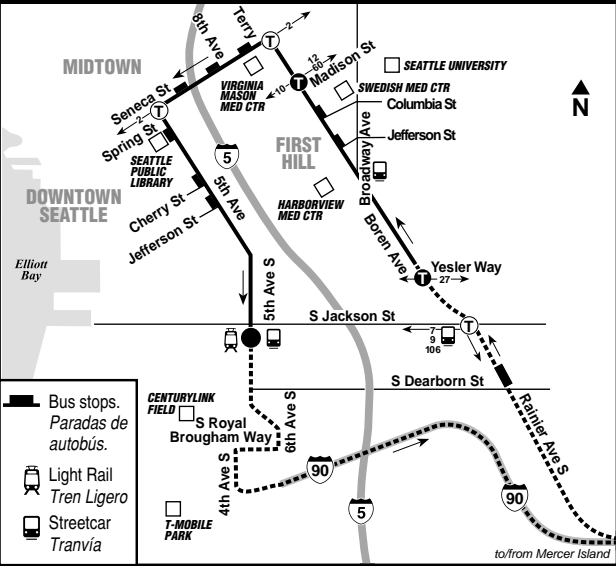 8th Ave
Terry
T
2
MIDTOWN
VIRGINIA
MASON
MED CTR
12
60
Madison St
10
T
SEATTLE UNIVERSITY
SWEDISH MED CTR
N
Seneca St
2
T
Spring St
Columbia St
Jefferson St
SEATTLE
PUBLIC
LIBRARY
5
FIRST
HILL
Broadway Ave
DOWNTOWN
SEATTLE
Cherry St
Jefferson St
5th Ave
HARBORVIEW
MED CTR
Boren Ave
Elliott
Bay
Yesler Way
T
27
5th Ave S
S Jackson St
T
7
9
106
S Dearborn St
Bus stops.
Paradas de
autobús.
Light Rail
Tren Ligero
Streetcar
Tranvía
CENTURYLINK
FIELD
S Royal
Brougham Way
6th Ave S
4th Ave S
Rainier Ave S
90
90
5
T-MOBILE
PARK
to/from Mercer Island